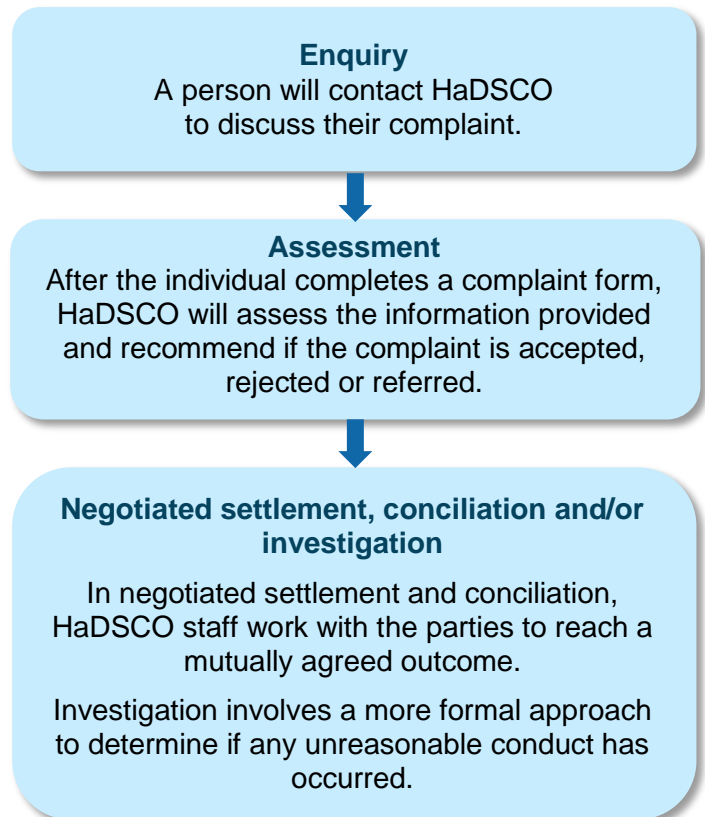 Enquiry
A person will contact HaDSCO
to discuss their complaint.
Assessment
After the individual completes a complaint form,
HaDSCO will assess the information provided
and recommend if the complaint is accepted,
rejected or referred.
Negotiated settlement, conciliation and/or
investigation
In negotiated settlement and conciliation,
HaDSCO staff work with the parties to reach a
mutually agreed outcome.
Investigation involves a more formal approach
to determine if any unreasonable conduct has
occurred.